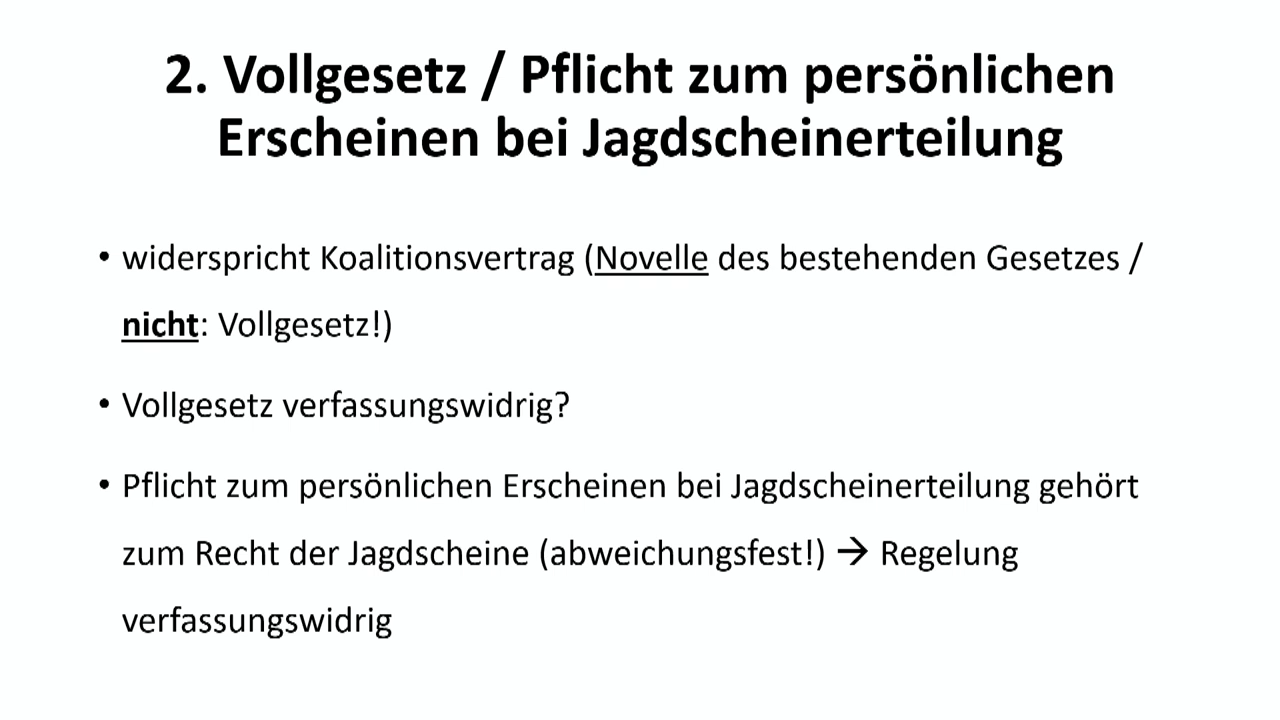 2. Vollgesetz / Pflicht zum persönlichen
Erscheinen bei Jagdscheinerteilung
• widerspricht Koalitionsvertrag (Novelle des bestehenden Gesetzes /
nicht: Vollgesetz!)
• Vollgesetz verfassungswidrig?
• Pflicht zum persönlichen Erscheinen bei Jagdscheinerteilung gehört
zum Recht der Jagdscheine (abweichungsfest!) → Regelung
verfassungswidrig